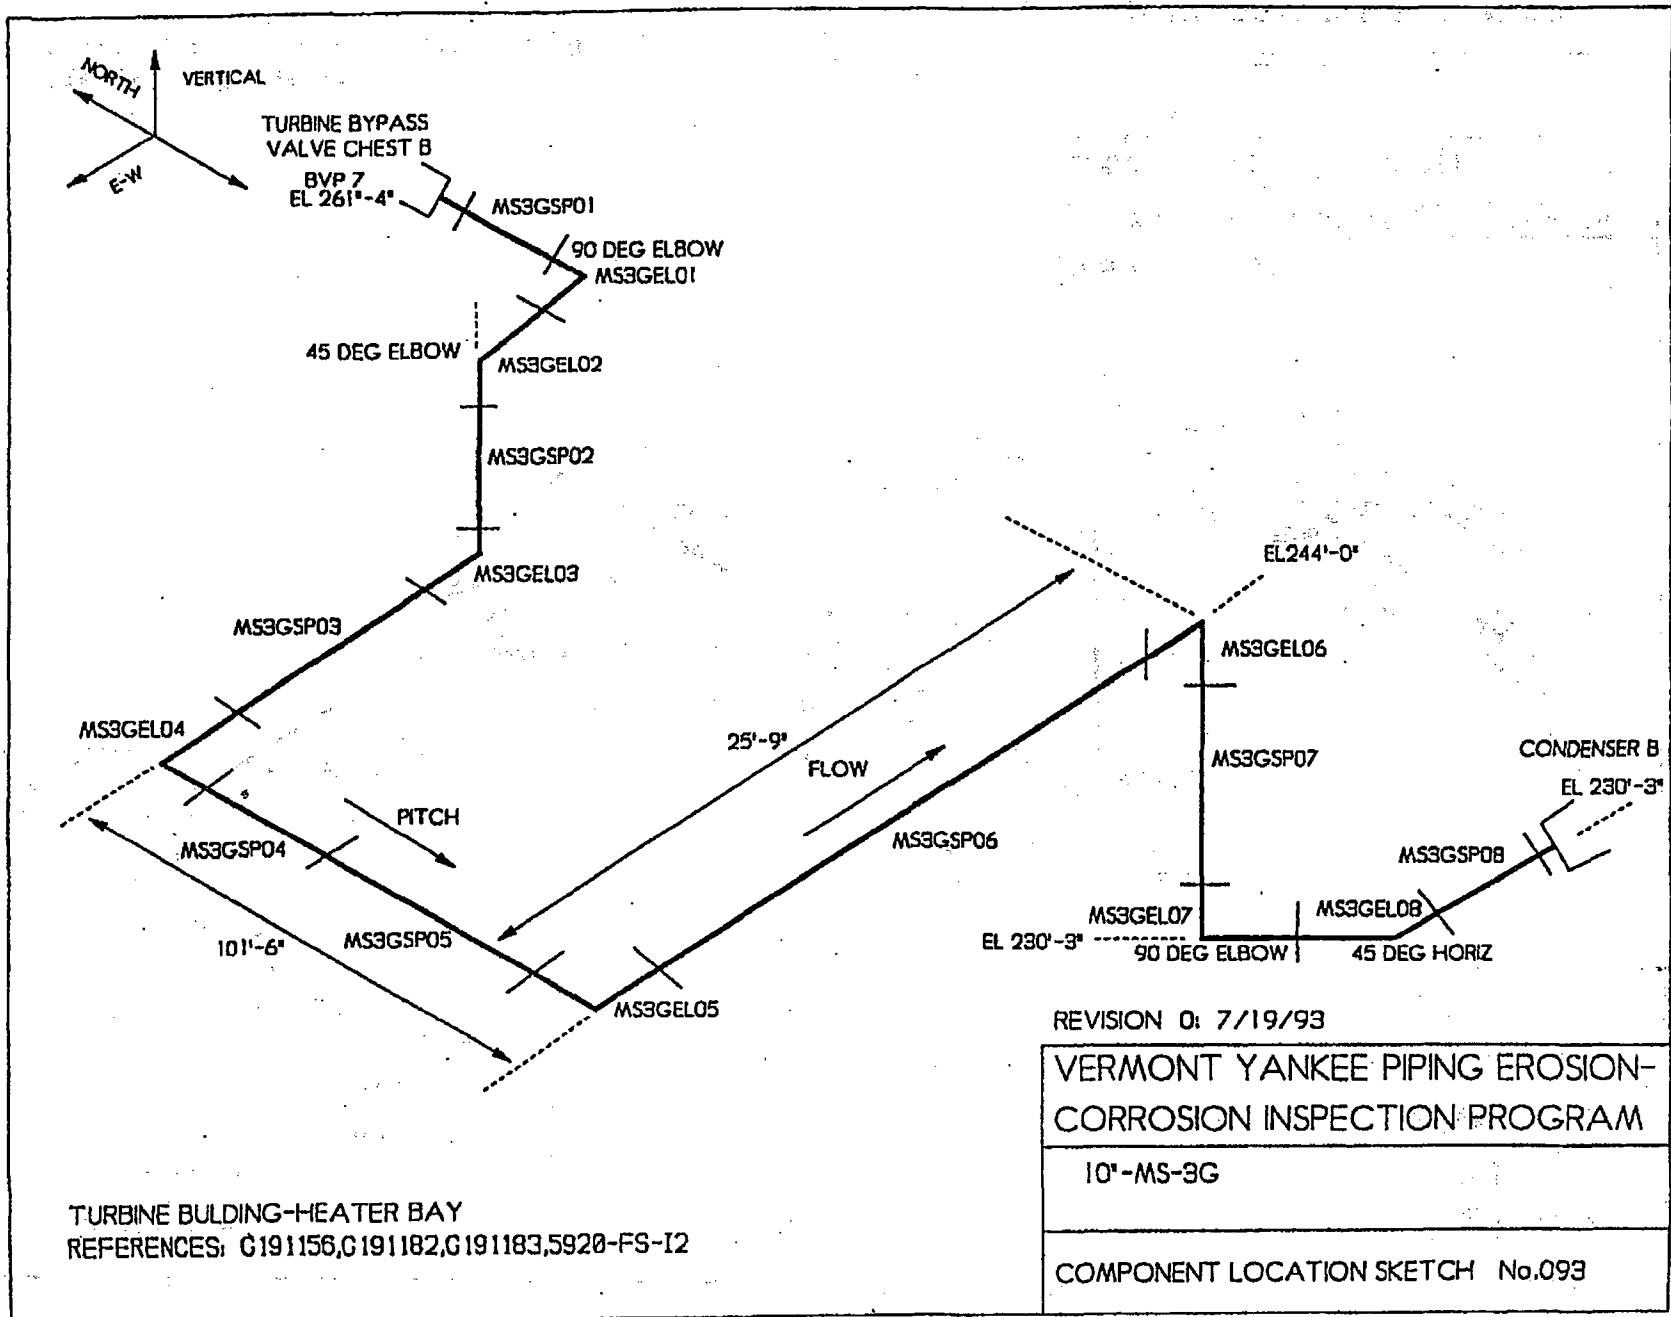 NORTH
VERTICAL
E-W
TURBINE BYPASS
VALVE CHEST B
BVP 7
EL 261"-4"
MS3GSP01
90 DEG ELBOW
MS3GEL01
45 DEG ELBOW
MS3GEL02
MS3GSP02
MS3GEL03
MS3GSP03
MS3GEL04
PITCH
MS3GSP04
101'-6"
MS3GSP05
MS3GEL05
25'-9"
FLOW
MS3GSP06
EL244'-0"
MS3GEL06
MS3GSP07
CONDENSER B
EL 230'-3"
MS3GSP08
MS3GEL07
MS3GEL08
EL 230'-3"
90 DEG ELBOW
45 DEG HORIZ
REVISION 0: 7/19/93
VERMONT YANKEE PIPING EROSION-
CORROSION INSPECTION PROGRAM
10"-MS-3G
COMPONENT LOCATION SKETCH No.093
TURBINE BULDING-HEATER BAY
REFERENCES: G191156,G191182,G191183,5920-FS-I2